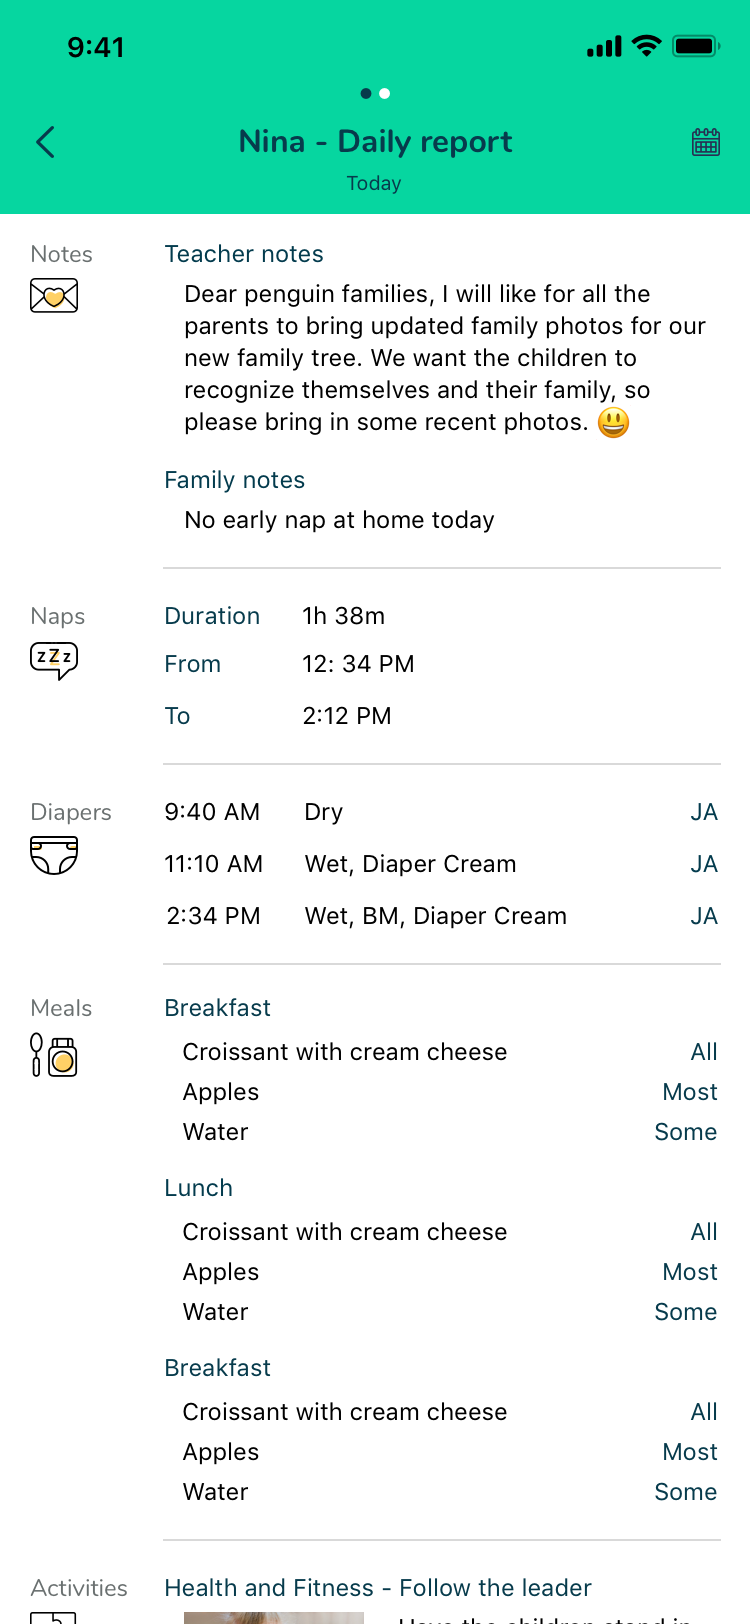 9:41
Nina - Daily report
Today
Notes
Teacher notes
Dear penguin families, I will like for all the
parents to bring updated family photos for our
new family tree. We want the children to
recognize themselves and their family, so
please bring in some recent photos. 😃
Family notes
No early nap at home today
Naps
zZz
Duration 1h 38m
From 12: 34 PM
To 2:12 PM
Diapers
9:40 AM Dry JA
11:10 AM Wet, Diaper Cream JA
2:34 PM Wet, BM, Diaper Cream JA
Meals
Breakfast
Croissant with cream cheese All
Apples Most
Water Some
Lunch
Croissant with cream cheese All
Apples Most
Water Some
Breakfast
Croissant with cream cheese All
Apples Most
Water Some
Activities
Health and Fitness - Follow the leader